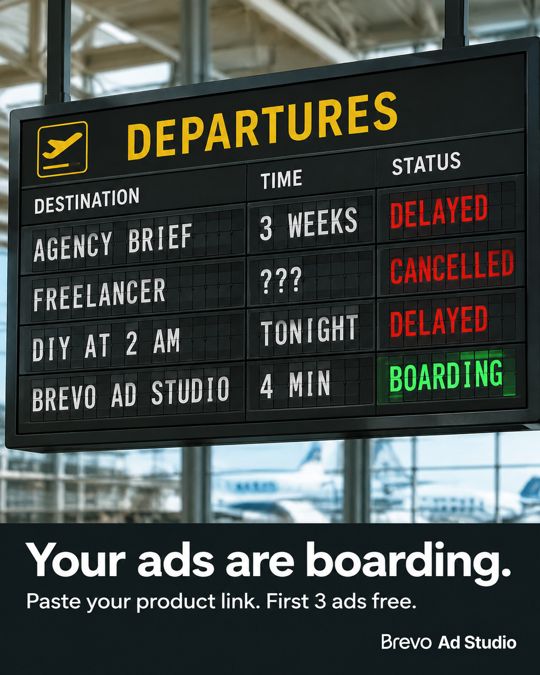 DEPARTURES
DESTINATION TIME STATUS
AGENCY BRIEF 3 WEEKS DELAYED
FREELANCER ??? CANCELLED
DIY AT 2 AM TONIGHT DELAYED
BREVO AD STUDIO 4 MIN BOARDING
Your ads are boarding.
Paste your product link. First 3 ads free.
Brevo Ad Studio